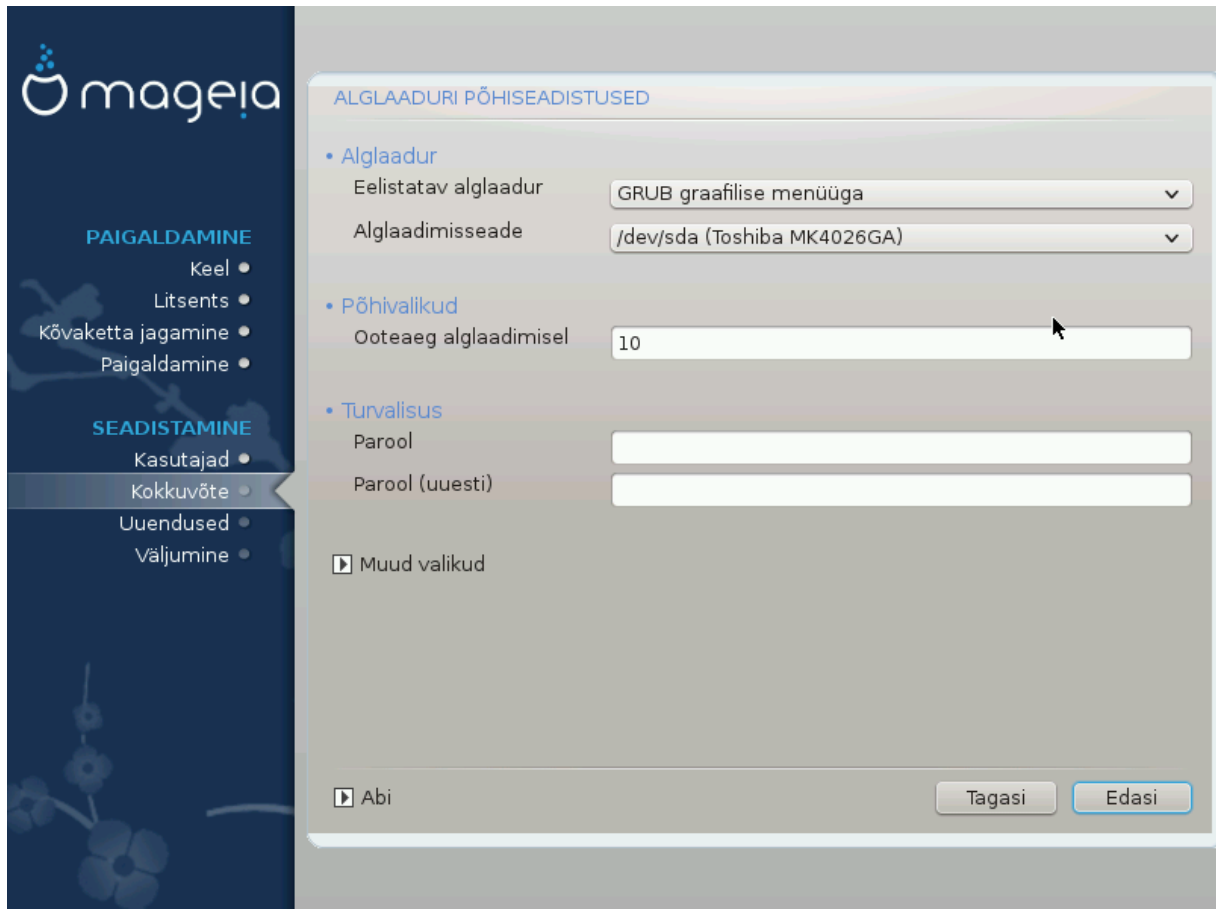 mageia
PAIGALDAMINE
Keel
Litsents
Kõvaketta jagamine
Paigaldamine
SEADISTAMINE
Kasutajad
Kokkuvõte
Uuendused
Väljumine
ALGLAADURI PÕHISEADISTUSED
Alglaadur
Eelistatav alglaadur
GRUB graafilise menüüga
Alglaadimisseade
/dev/sda (Toshiba MK4026GA)
Põhivalikud
Ooteaeg alglaadimisel
10
Turvalisus
Parool
Parool (uuesti)
Muud valikud
Abi
Tagasi
Edasi